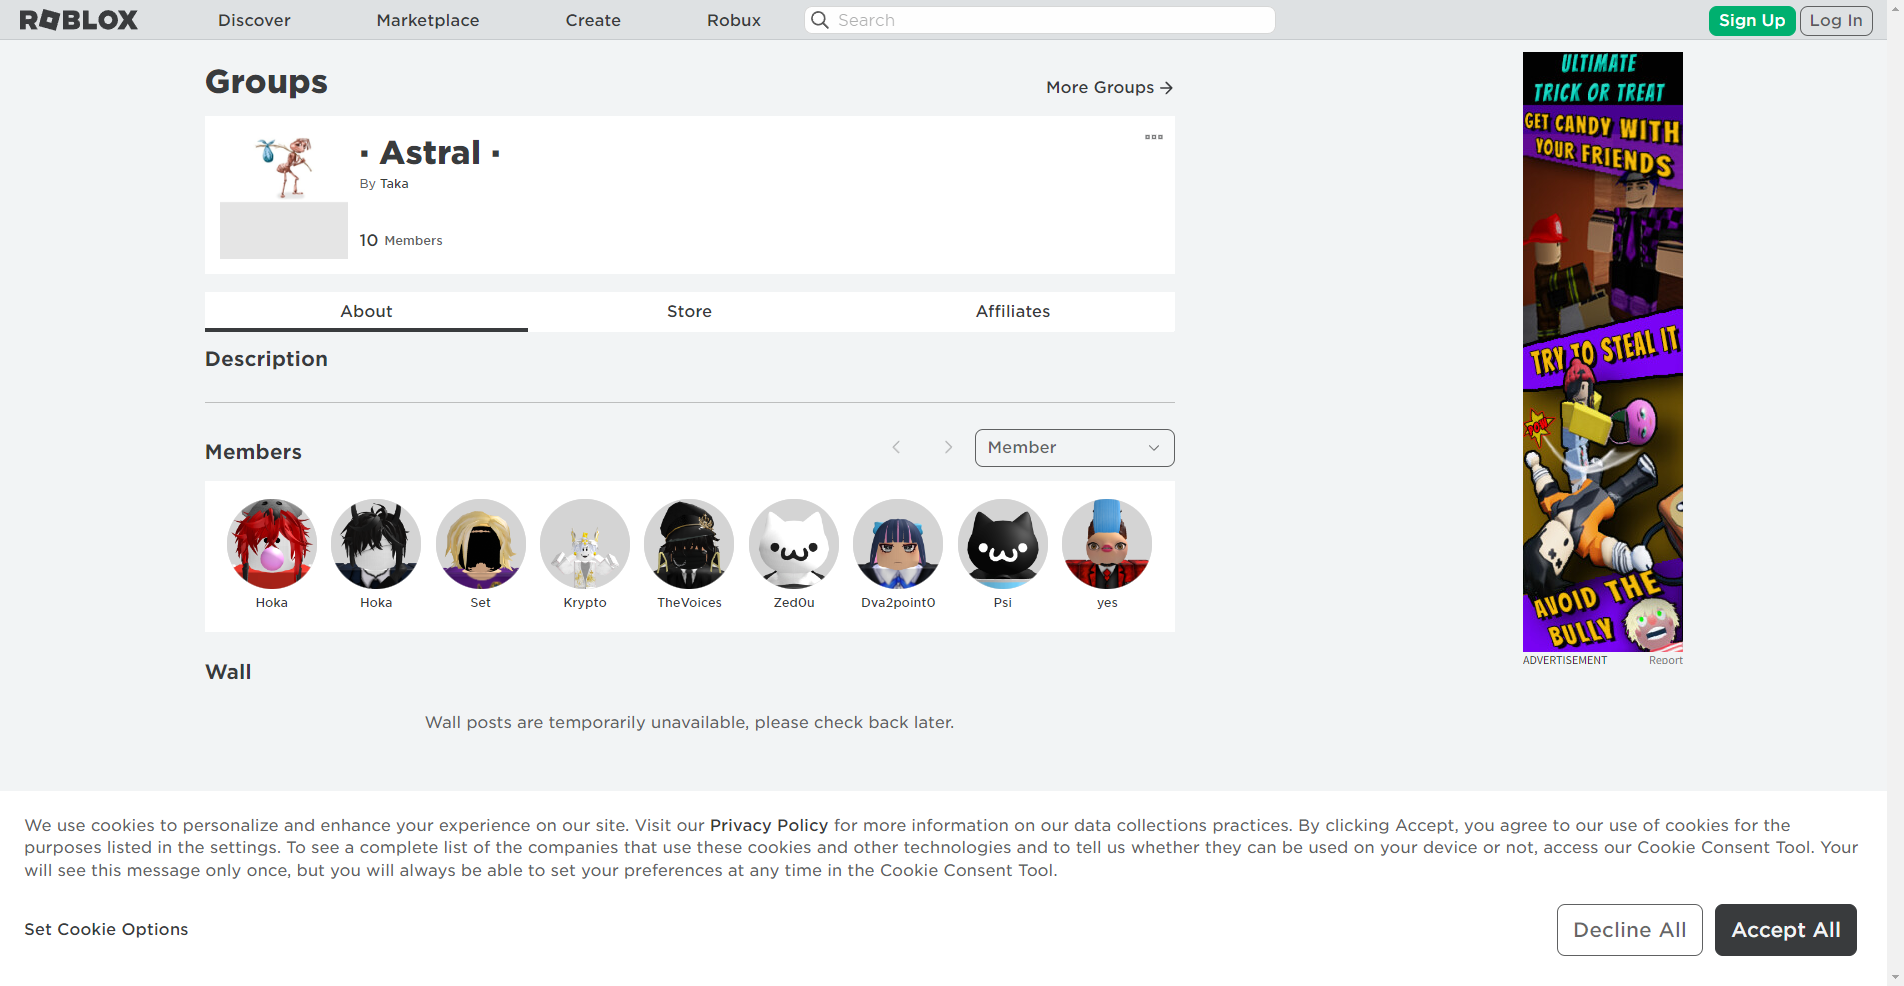 ROBLOX
Discover
Marketplace
Create
Robux
Search
Sign Up
Log In
Groups
More Groups →
· Astral ·
By Taka
10 Members
About
Store
Affiliates
Description
Members
Member
Hoka
Hoka
Set
Krypto
TheVoices
Zed0u
Dva2point0
Psi
yes
Wall
Wall posts are temporarily unavailable, please check back later.
ULTIMATE
TRICK OR TREAT
GET CANDY WITH
YOUR FRIENDS
TRY TO STEAL IT
POW
AVOID THE
BULLY
ADVERTISEMENT
Report
We use cookies to personalize and enhance your experience on our site. Visit our Privacy Policy for more information on our data collections practices. By clicking Accept, you agree to our use of cookies for the
purposes listed in the settings. To see a complete list of the companies that use these cookies and other technologies and to tell us whether they can be used on your device or not, access our Cookie Consent Tool. Your
will see this message only once, but you will always be able to set your preferences at any time in the Cookie Consent Tool.
Set Cookie Options
Decline All
Accept All